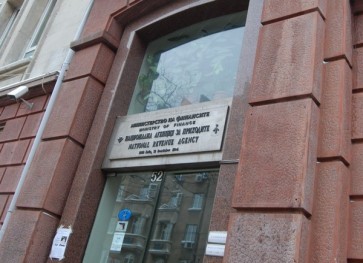 МИНИСТЕРСТВО НА ФИНАНСИТЕ
MINISTRY OF FINANCE
НАЦИОНАЛНА АГЕНЦИЯ ЗА ПРИХОДИТЕ
NATIONAL REVENUE AGENCY
52